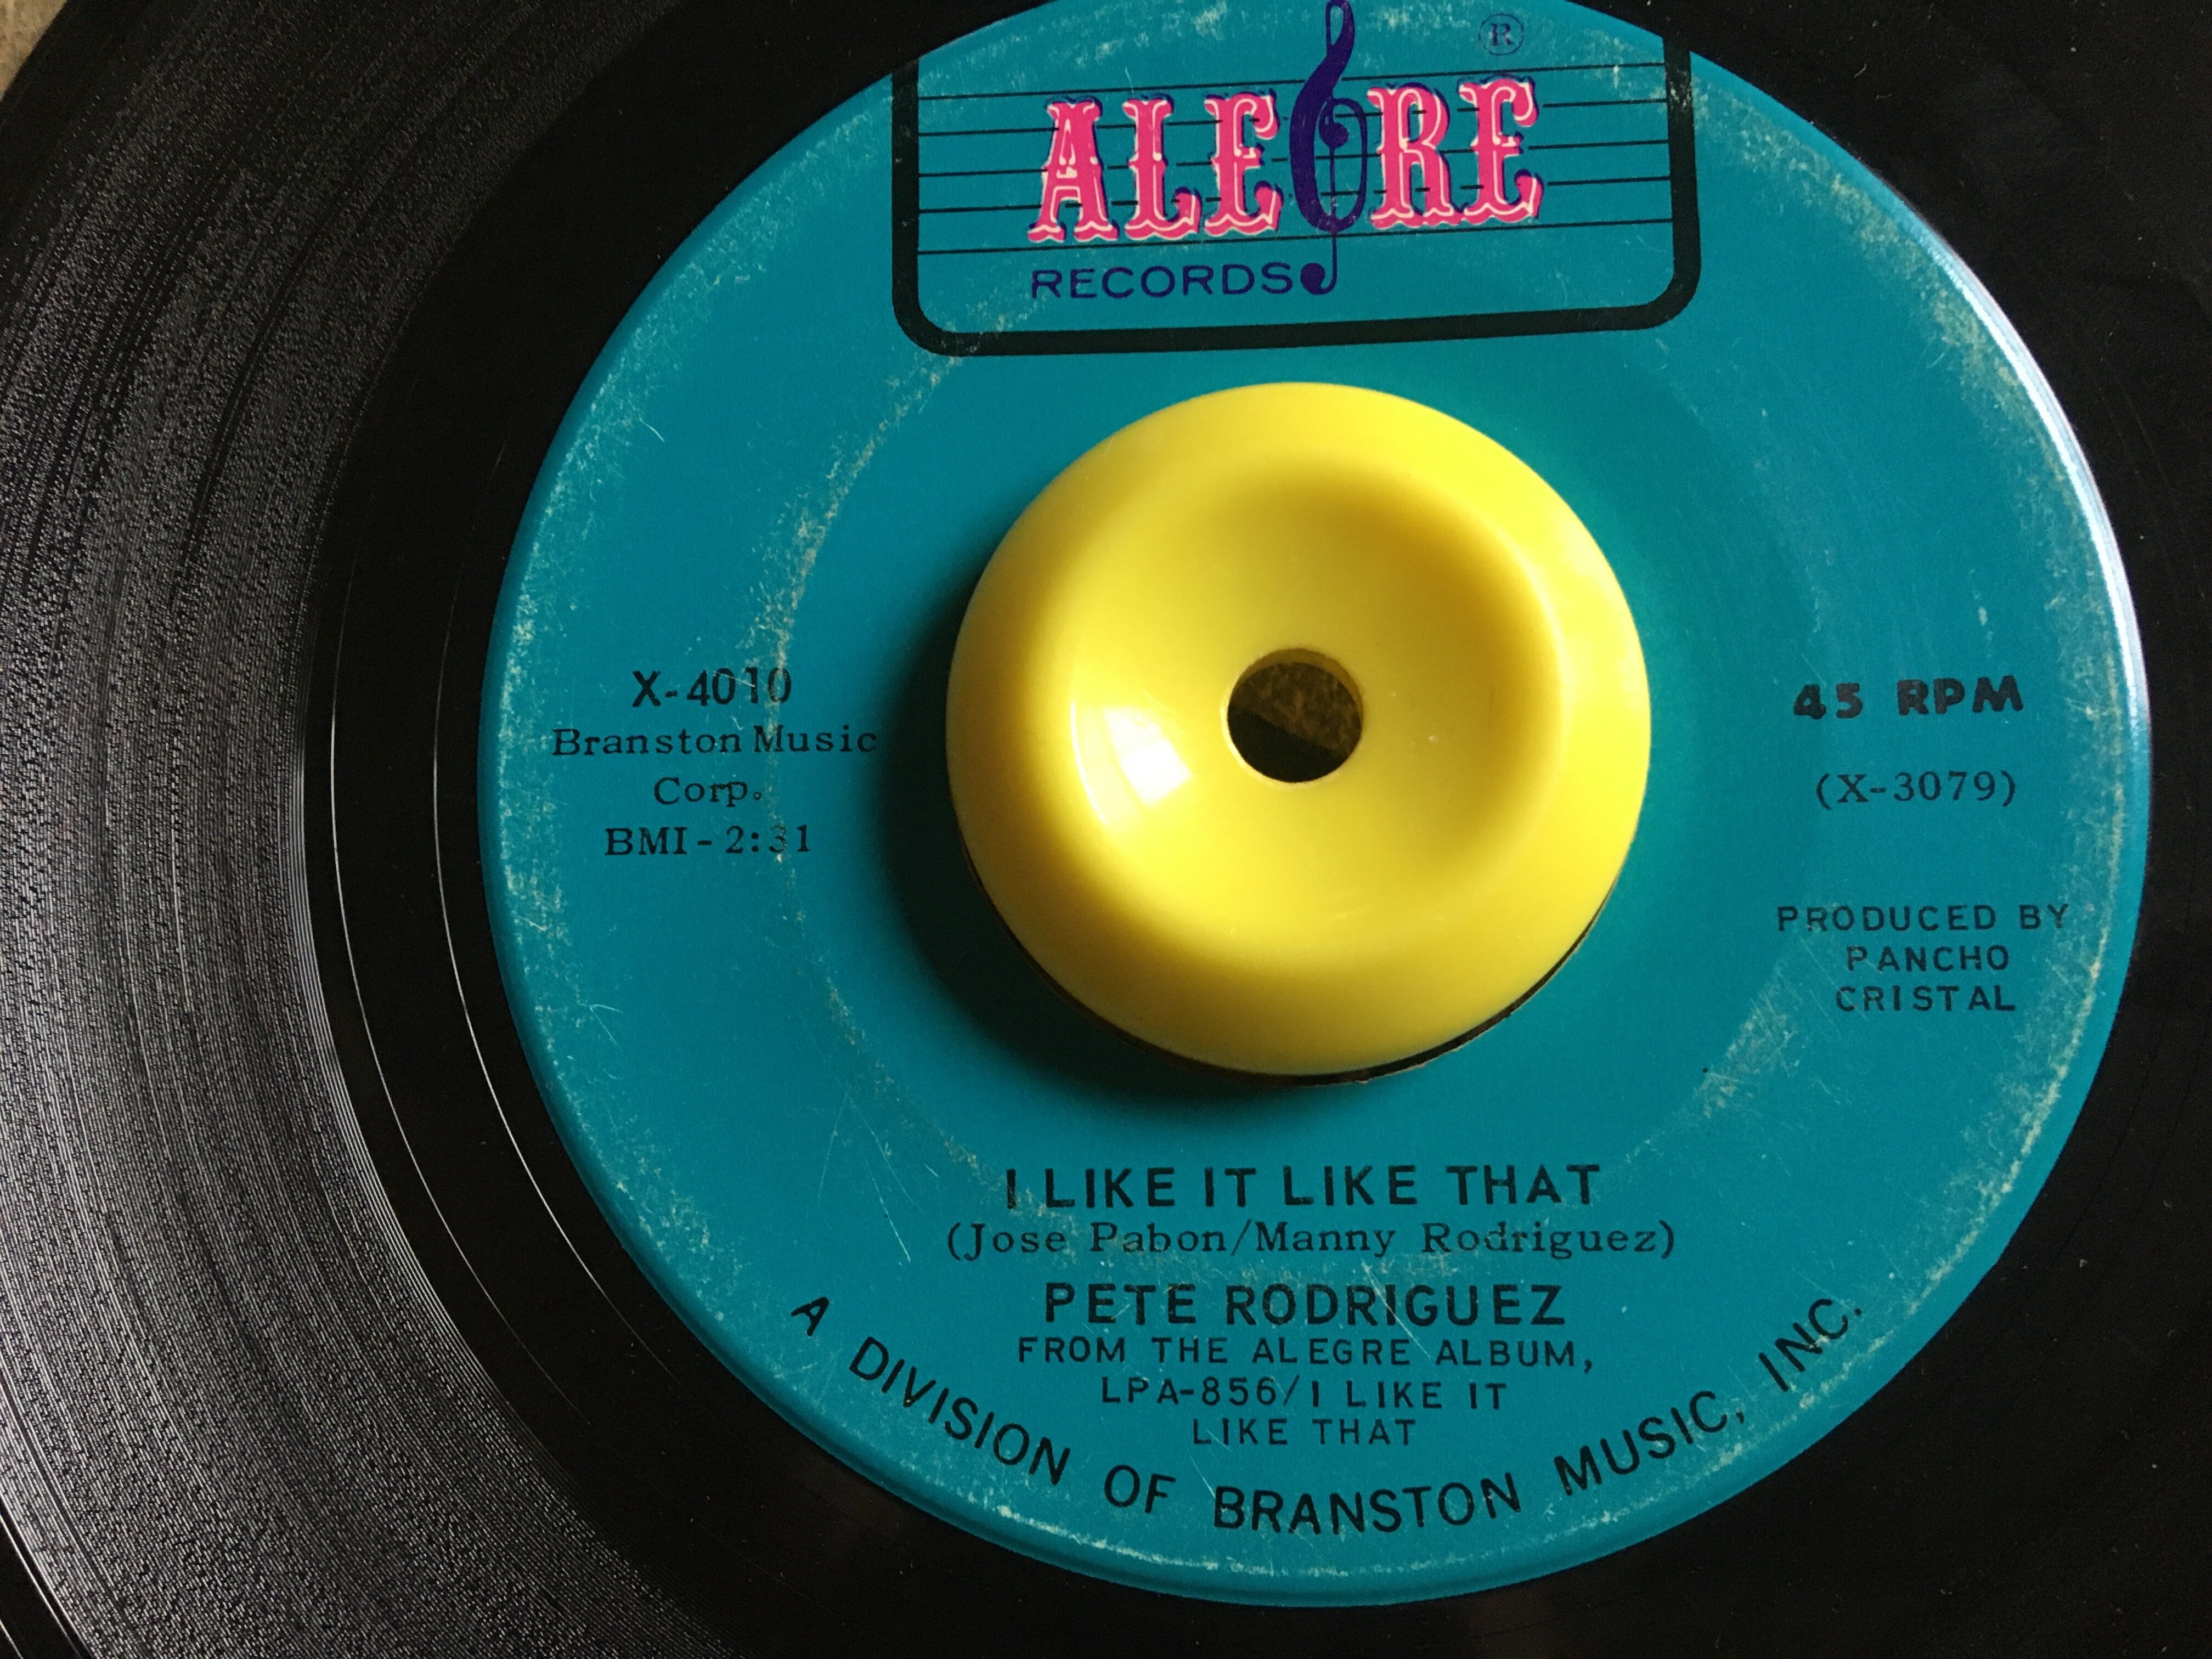 ®
ALEGRE
RECORDS
X-4010
Branston Music
Corp.
BMI-2:31
45 RPM
(X-3079)
PRODUCED BY
PANCHO
CRISTAL
I LIKE IT LIKE THAT
(Jose Pabon/Manny Rodriguez)
PETE RODRIGUEZ
FROM THE ALEGRE ALBUM,
LPA-856/I LIKE IT
LIKE THAT
A DIVISION OF BRANSTON MUSIC, INC.